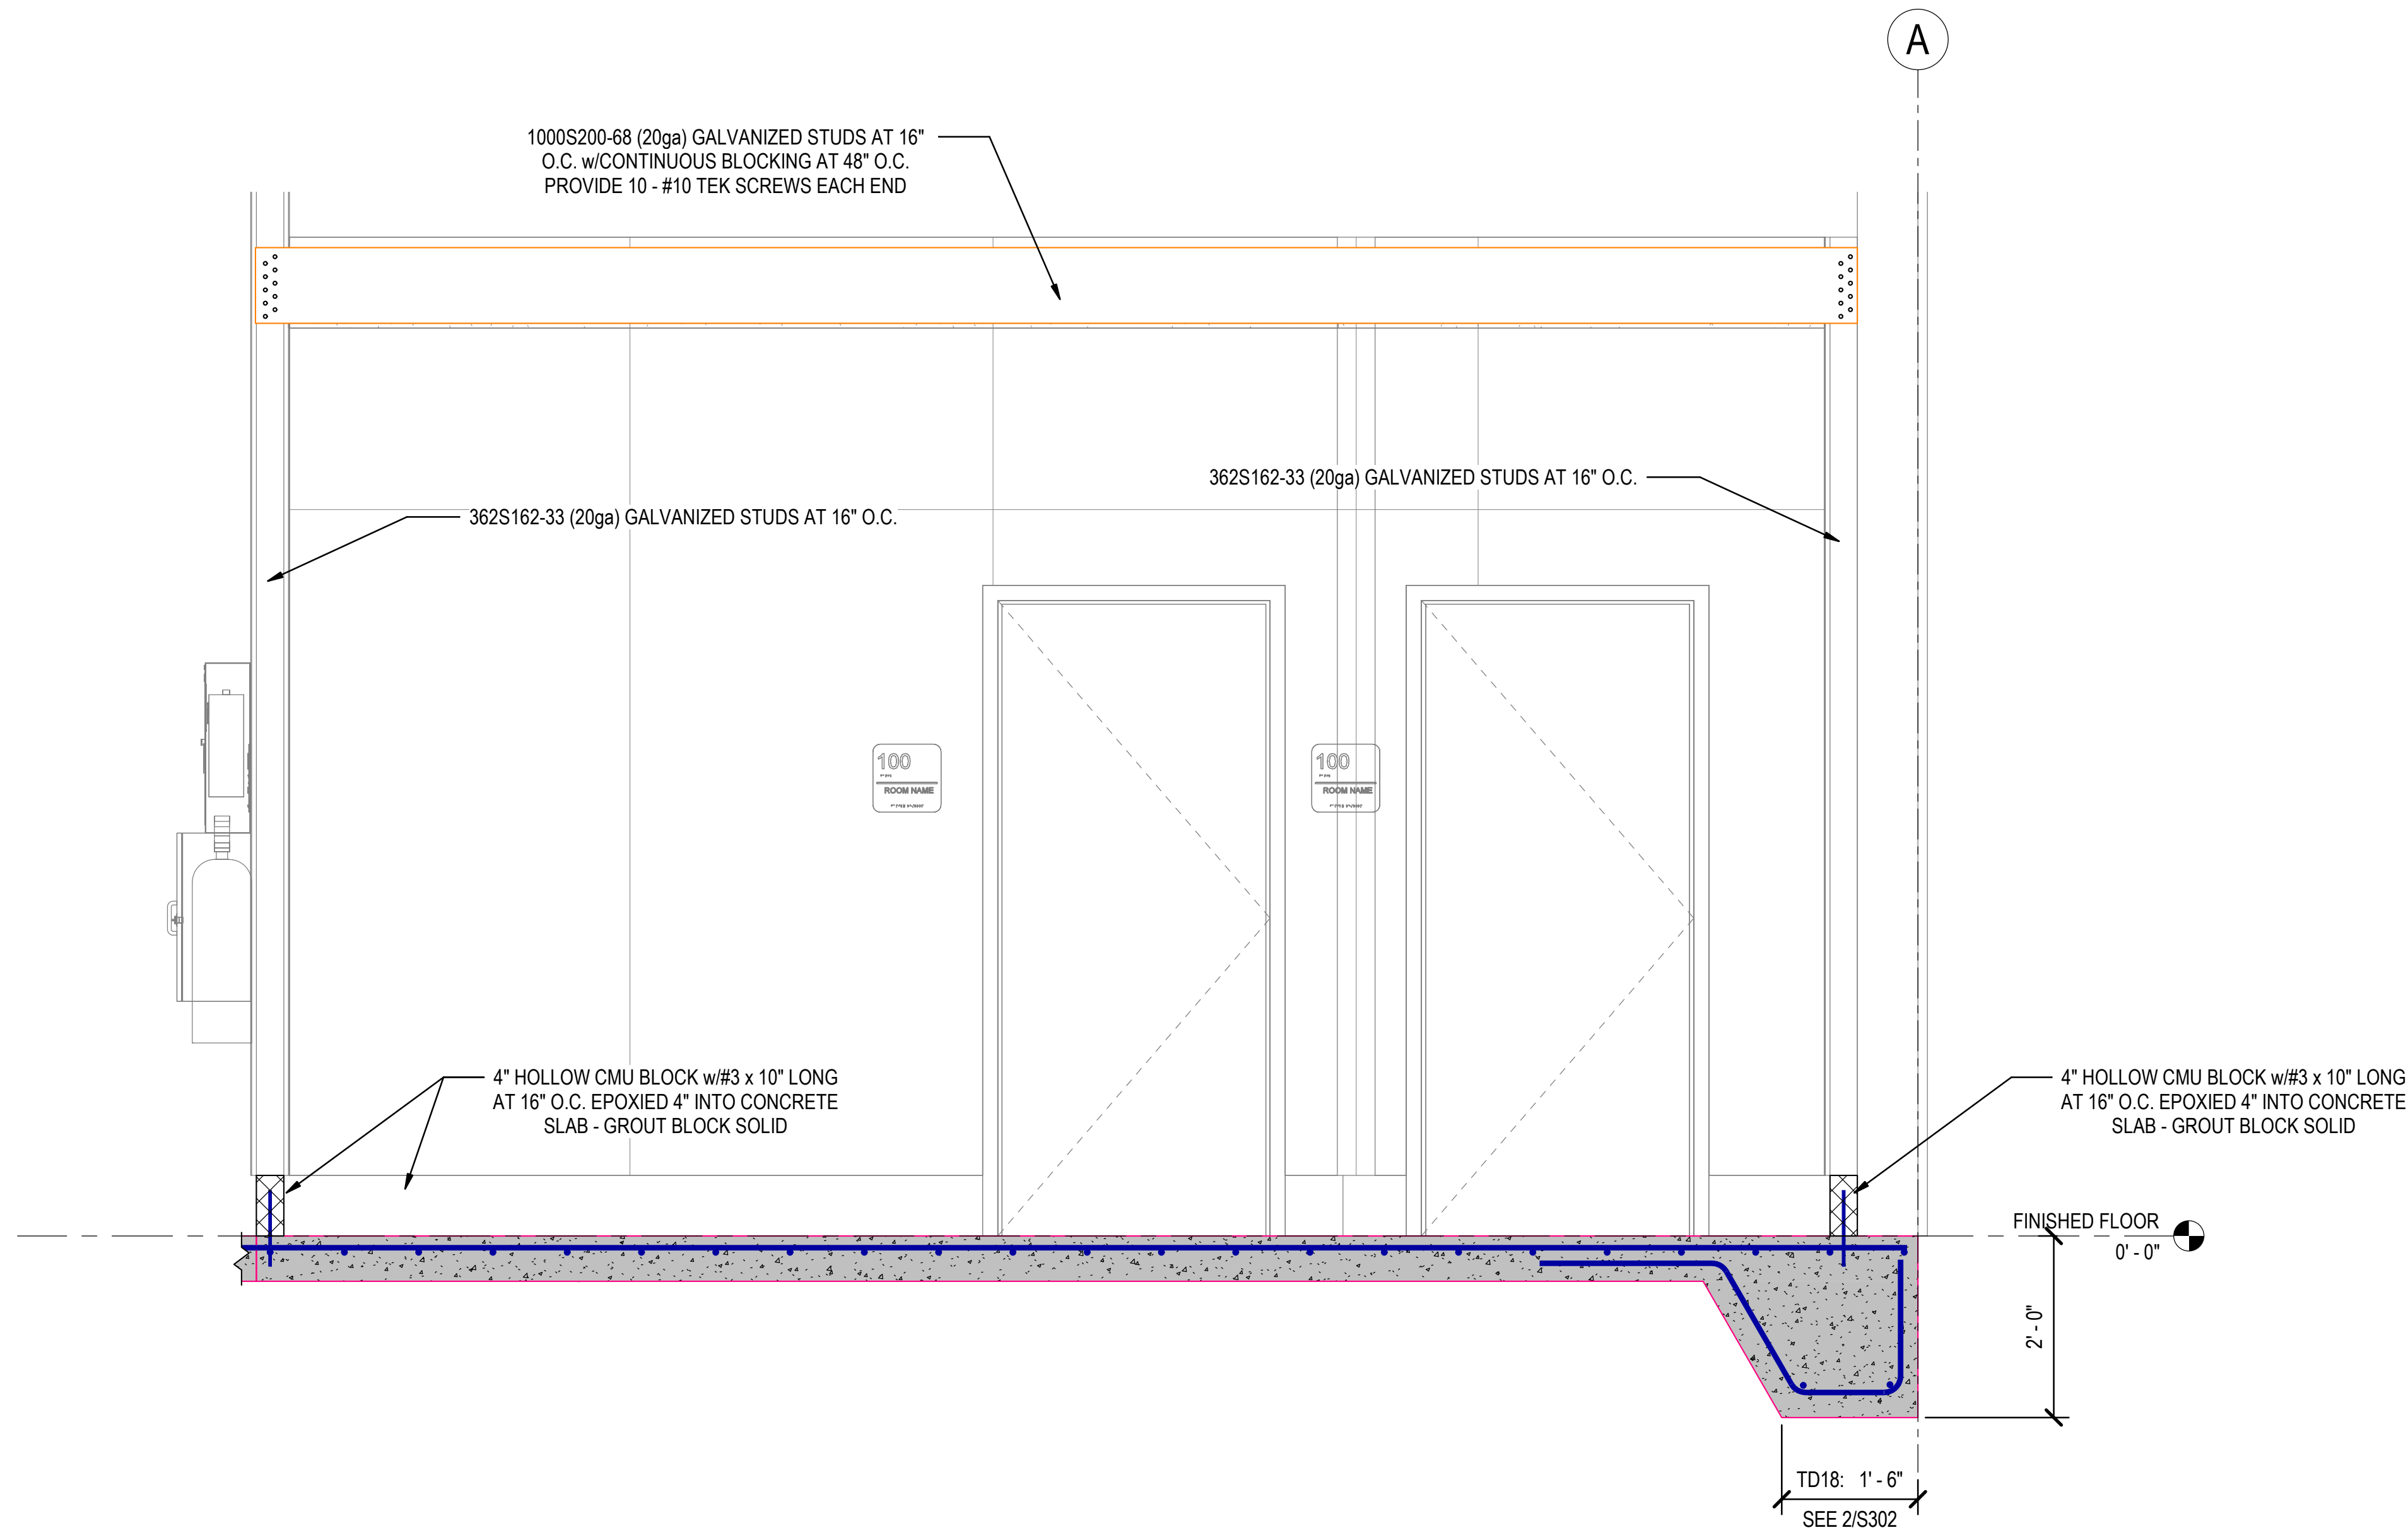 A
1000S200-68 (20ga) GALVANIZED STUDS AT 16"
O.C. w/CONTINUOUS BLOCKING AT 48" O.C.
PROVIDE 10 - #10 TEK SCREWS EACH END
362S162-33 (20ga) GALVANIZED STUDS AT 16" O.C.
362S162-33 (20ga) GALVANIZED STUDS AT 16" O.C.
100
ROOM NAME
100
ROOM NAME
4" HOLLOW CMU BLOCK w/#3 x 10" LONG
AT 16" O.C. EPOXIED 4" INTO CONCRETE
SLAB - GROUT BLOCK SOLID
4" HOLLOW CMU BLOCK w/#3 x 10" LONG
AT 16" O.C. EPOXIED 4" INTO CONCRETE
SLAB - GROUT BLOCK SOLID
FINISHED FLOOR
0' - 0"
2' - 0"
TD18: 1' - 6"
SEE 2/S302